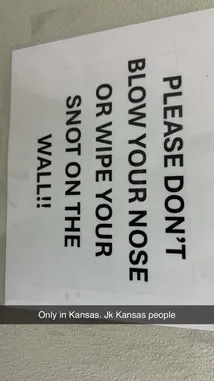 PLEASE DON'T
BLOW YOUR NOSE
OR WIPE YOUR
SNOT ON THE
WALL!!
Only in Kansas. Jk Kansas people